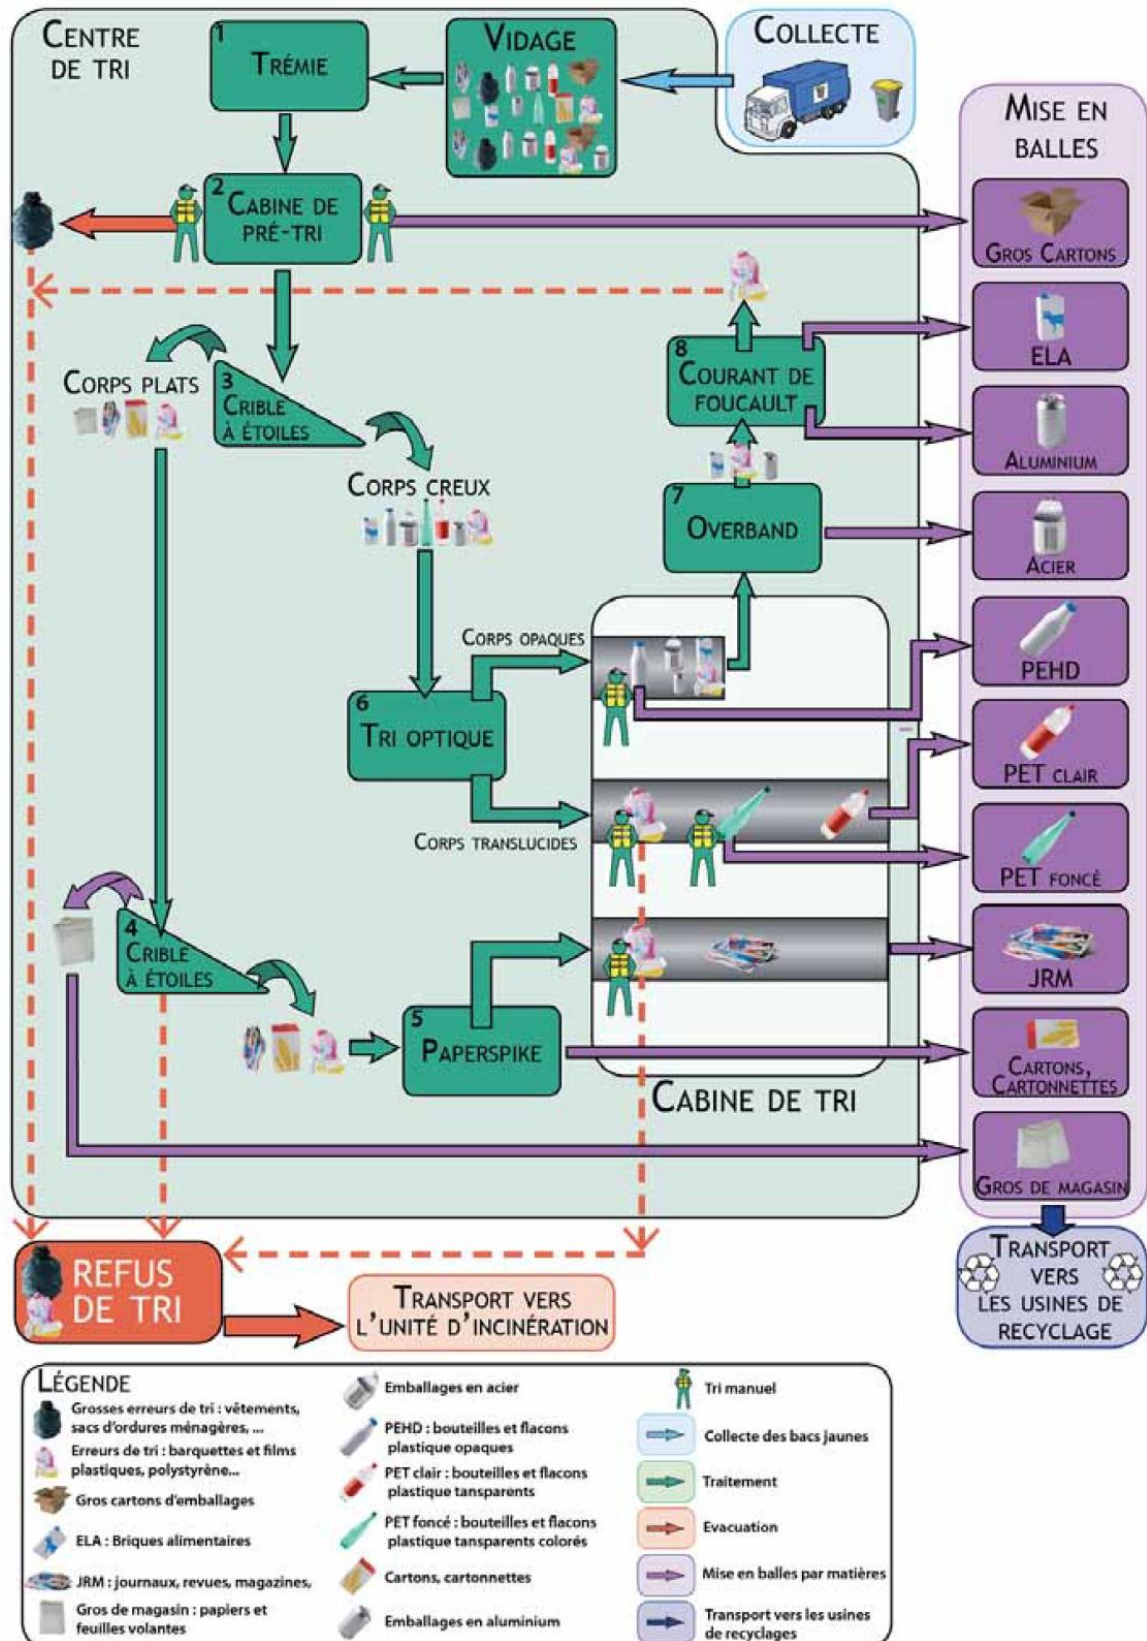 CENTRE
DE TRI
1
TRÉMIE
VIDAGE
COLLECTE
MISE EN
BALLES
2
CABINE DE
PRÉ-TRI
GROS CARTONS
ELA
ALUMINIUM
ACIER
PEHD
PET CLAIR
PET FONCÉ
JRM
CARTONS,
CARTONNETTES
GROS DE MAGASIN
CORPS PLATS
3
CRIBLE
À ÉTOILES
CORPS CREUX
8
COURANT DE
FOUCAULT
7
OVERBAND
CORPS OPAQUES
6
TRI OPTIQUE
CORPS TRANSLUCIDES
4
CRIBLE
À ÉTOILES
5
PAPERSPIKE
CABINE DE TRI
REFUS
DE TRI
TRANSPORT VERS
L'UNITÉ D'INCINÉRATION
TRANSPORT
VERS
LES USINES DE
RECYCLAGE
LÉGENDE
Grosses erreurs de tri : vêtements,
sacs d'ordures ménagères, ...
Erreurs de tri : barquettes et films
plastiques, polystyrène...
Gros cartons d'emballages
ELA : Briques alimentaires
JRM : journaux, revues, magazines,
Gros de magasin : papiers et
feuilles volantes
Emballages en acier
PEHD : bouteilles et flacons
plastique opaques
PET clair : bouteilles et flacons
plastique tansparents
PET foncé : bouteilles et flacons
plastique tansparents colorés
Cartons, cartonnettes
Emballages en aluminium
Tri manuel
Collecte des bacs jaunes
Traitement
Evacuation
Mise en balles par matières
Transport vers les usines
de recyclages